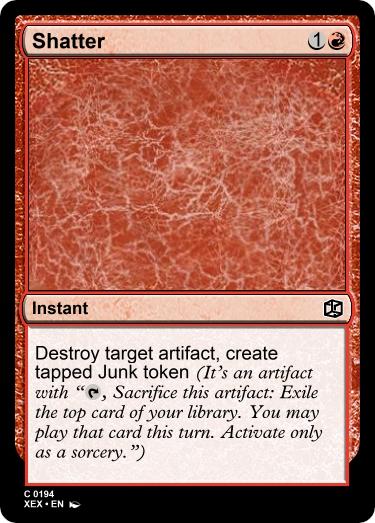 Shatter 1
Instant
Destroy target artifact, create
tapped Junk token (It's an artifact
with “, Sacrifice this artifact: Exile
the top card of your library. You may
play that card this turn. Activate only
as a sorcery.”)
C 0194
XEX • EN